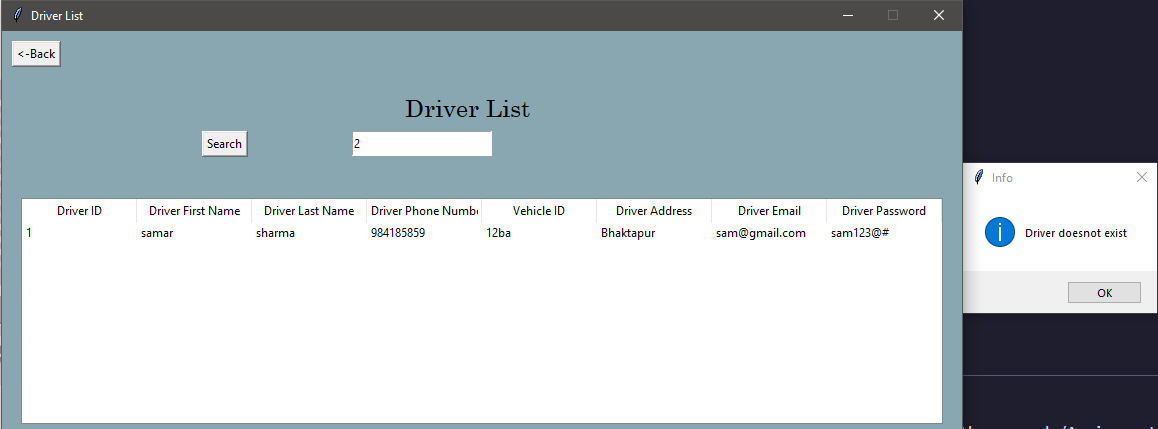 Driver List
<-Back
Driver List
Search 2
Info
Driver doesnot exist
OK
Driver ID Driver First Name Driver Last Name Driver Phone Numbe Vehicle ID Driver Address Driver Email Driver Password
1 samar sharma 984185859 12ba Bhaktapur sam@gmail.com sam123@#